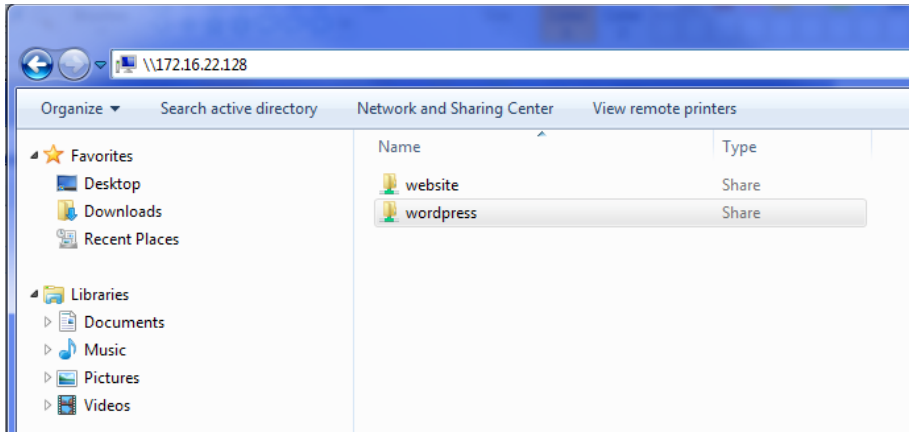 \\172.16.22.128
Organize Search active directory Network and Sharing Center View remote printers
Favorites
Desktop
Downloads
Recent Places
Libraries
Documents
Music
Pictures
Videos
Name Type
website Share
wordpress Share